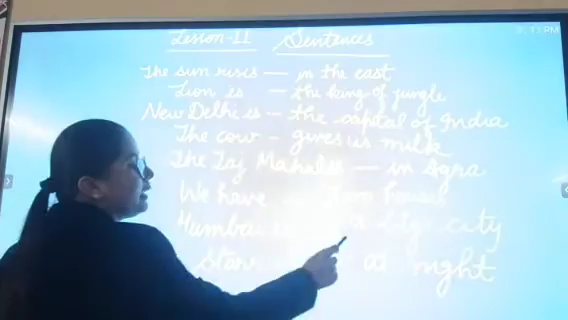 Lesson-11 Sentences
The sun rises — in the east
Lion is — the king of jungle
New Delhi is — the capital of India
The cow - gives us milk
The Taj Mahal is — in Agra
We have
city
at night